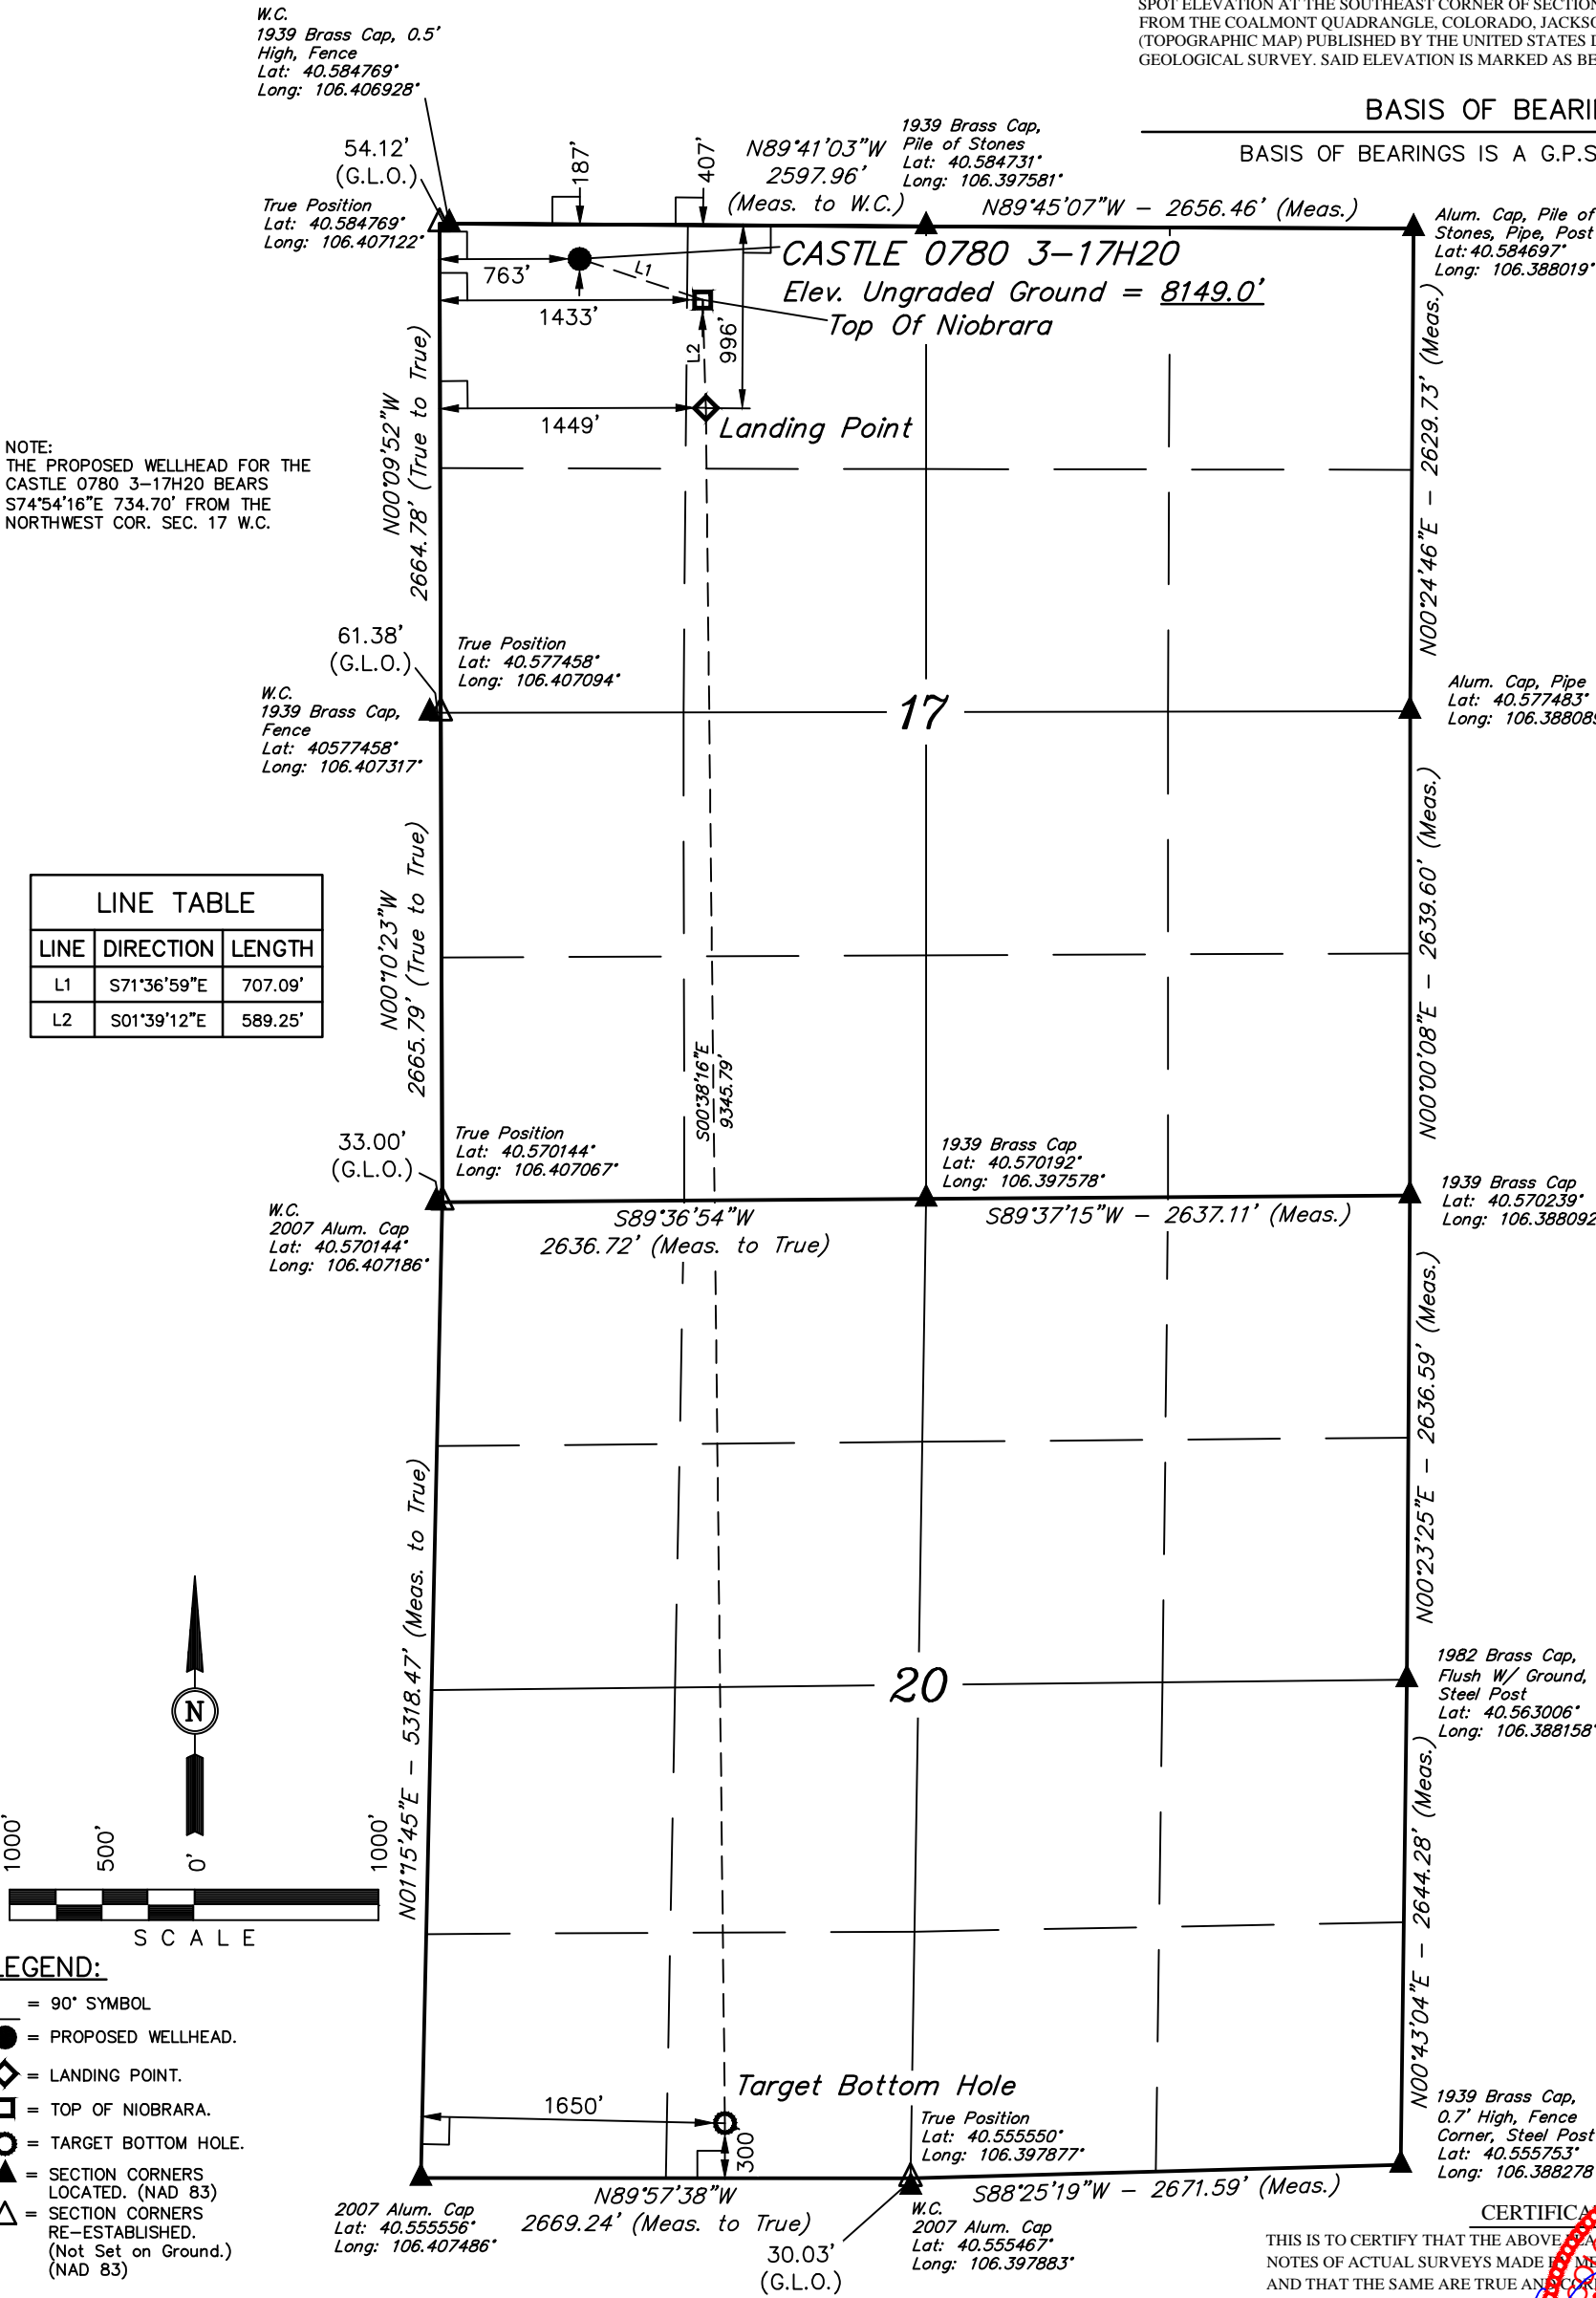 SPOT ELEVATION AT THE SOUTHEAST CORNER OF SECTION
FROM THE COALMONT QUADRANGLE, COLORADO, JACKSO
(TOPOGRAPHIC MAP) PUBLISHED BY THE UNITED STATES
GEOLOGICAL SURVEY. SAID ELEVATION IS MARKED AS BE
BASIS OF BEARI
BASIS OF BEARINGS IS A G.P.S
W.C.
1939 Brass Cap, 0.5'
High, Fence
Lat: 40.584769°
Long: 106.406928°
54.12'
(G.L.O.)
True Position
Lat: 40.584769°
Long: 106.407122°
187'
407'
N89°41'03"W
2597.96'
(Meas. to W.C.)
1939 Brass Cap,
Pile of Stones
Lat: 40.584731°
Long: 106.397581°
N89°45'07"W - 2656.46' (Meas.)
Alum. Cap, Pile of
Stones, Pipe, Post
Lat: 40.584697°
Long: 106.388019°
763'
L1
CASTLE 0780 3-17H20
Elev. Ungraded Ground = 8149.0'
Top Of Niobrara
1433'
L2
996'
1449'
Landing Point
N00°09'52"W
2664.78' (True to True)
N00°24'46"E - 2629.73' (Meas.)
NOTE:
THE PROPOSED WELLHEAD FOR THE
CASTLE 0780 3-17H20 BEARS
S74°54'16"E 734.70' FROM THE
NORTHWEST COR. SEC. 17 W.C.
61.38'
(G.L.O.)
True Position
Lat: 40.577458°
Long: 106.407094°
W.C.
1939 Brass Cap,
Fence
Lat: 40577458°
Long: 106.407317°
17
Alum. Cap, Pipe
Lat: 40.577483°
Long: 106.388089
LINE TABLE
LINE DIRECTION LENGTH
L1 S71°36'59"E 707.09'
L2 S01°39'12"E 589.25'
N00°10'23"W
2665.79' (True to True)
S00°38'16"E
9345.79'
N00°00'08"E - 2639.60' (Meas.)
33.00'
(G.L.O.)
True Position
Lat: 40.570144°
Long: 106.407067°
1939 Brass Cap
Lat: 40.570192°
Long: 106.397578°
1939 Brass Cap
Lat: 40.570239°
Long: 106.388092
W.C.
2007 Alum. Cap
Lat: 40.570144°
Long: 106.407186°
S89°36'54"W
2636.72' (Meas. to True)
S89°37'15"W - 2637.11' (Meas.)
N01°15'45"E - 5318.47' (Meas. to True)
N00°23'25"E - 2636.59' (Meas.)
20
1982 Brass Cap,
Flush W/ Ground,
Steel Post
Lat: 40.563006°
Long: 106.388158°
N00°43'04"E - 2644.28' (Meas.)
N
1000'
500'
0'
1000'
SCALE
LEGEND:
= 90° SYMBOL
= PROPOSED WELLHEAD.
= LANDING POINT.
= TOP OF NIOBRARA.
= TARGET BOTTOM HOLE.
= SECTION CORNERS
LOCATED. (NAD 83)
= SECTION CORNERS
RE-ESTABLISHED.
(Not Set on Ground.)
(NAD 83)
Target Bottom Hole
1650'
300'
True Position
Lat: 40.555550°
Long: 106.397877°
1939 Brass Cap,
0.7' High, Fence
Corner, Steel Post
Lat: 40.555753°
Long: 106.388278
2007 Alum. Cap
Lat: 40.555556°
Long: 106.407486°
N89°57'38"W
2669.24' (Meas. to True)
30.03'
(G.L.O.)
W.C.
2007 Alum. Cap
Lat: 40.555467°
Long: 106.397883°
S88°25'19"W - 2671.59' (Meas.)
CERTIFICA
THIS IS TO CERTIFY THAT THE ABOVE
NOTES OF ACTUAL SURVEYS MADE
AND THAT THE SAME ARE TRUE AND